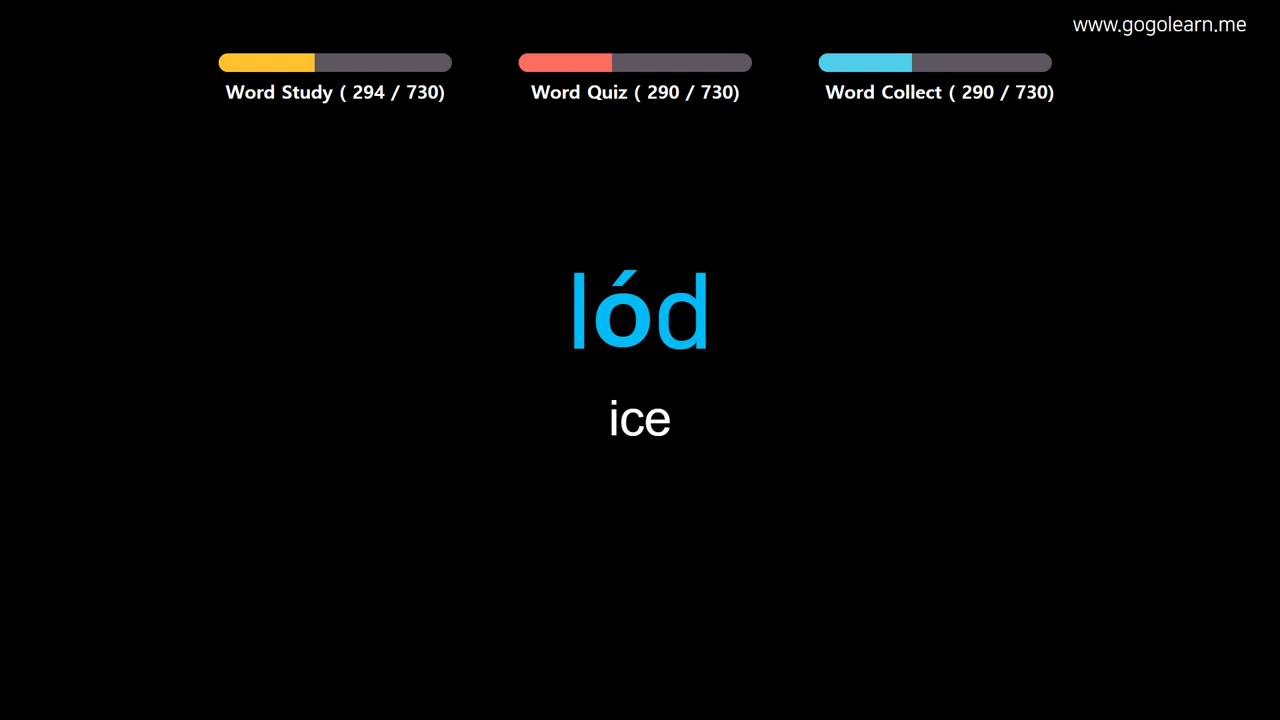 www.gogolearn.me
Word Study ( 294 / 730)
Word Quiz ( 290 / 730)
Word Collect ( 290 / 730)
lód
ice